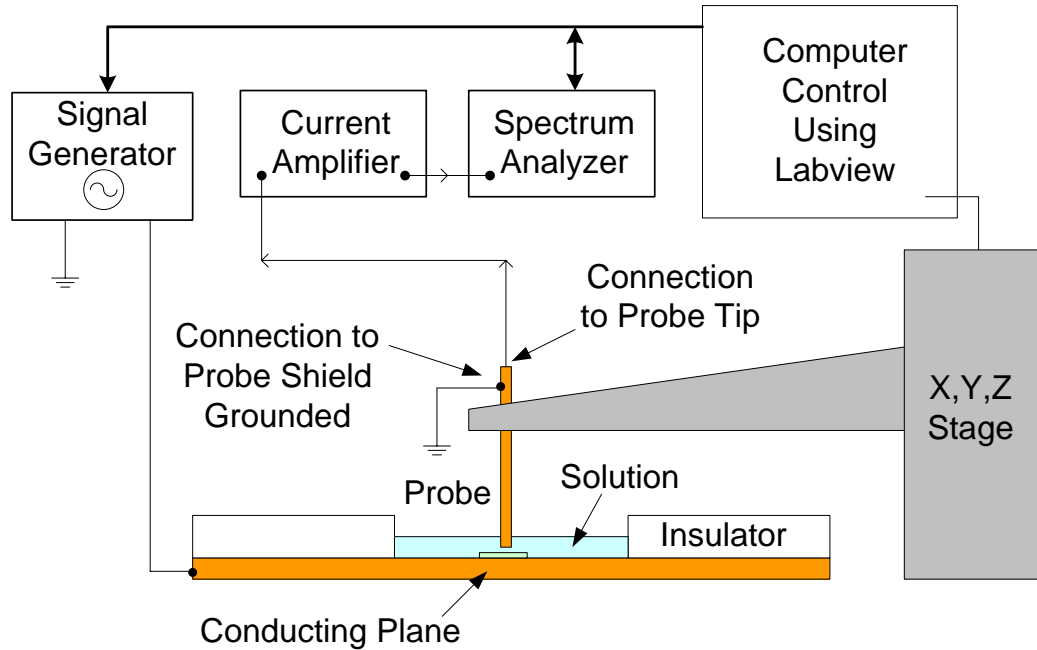 Signal
Generator
Current
Amplifier
Spectrum
Analyzer
Computer
Control
Using
Labview
Connection
to Probe Tip
Connection to
Probe Shield
Grounded
X,Y,Z
Stage
Probe
Solution
Insulator
Conducting Plane